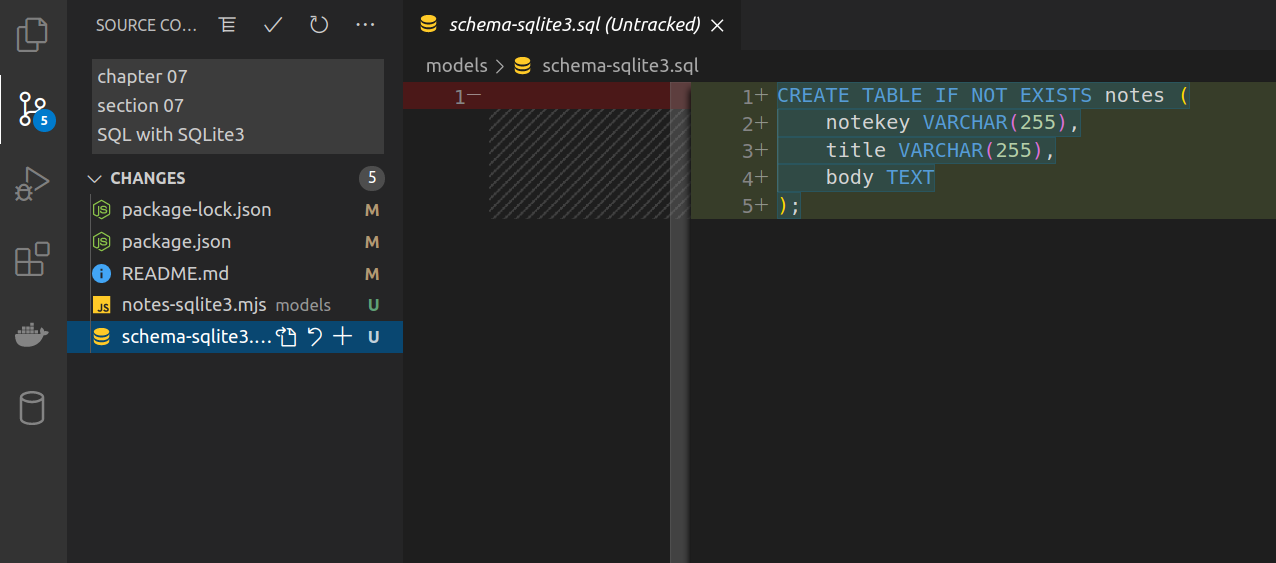 SOURCE CO...
chapter 07
section 07
SQL with SQLite3
CHANGES 5
package-lock.json M
package.json M
README.md M
notes-sqlite3.mjs models U
schema-sqlite3.... U
5
schema-sqlite3.sql (Untracked)
models > schema-sqlite3.sql
1—
1+ CREATE TABLE IF NOT EXISTS notes (
2+ notekey VARCHAR(255),
3+ title VARCHAR(255),
4+ body TEXT
5+ );